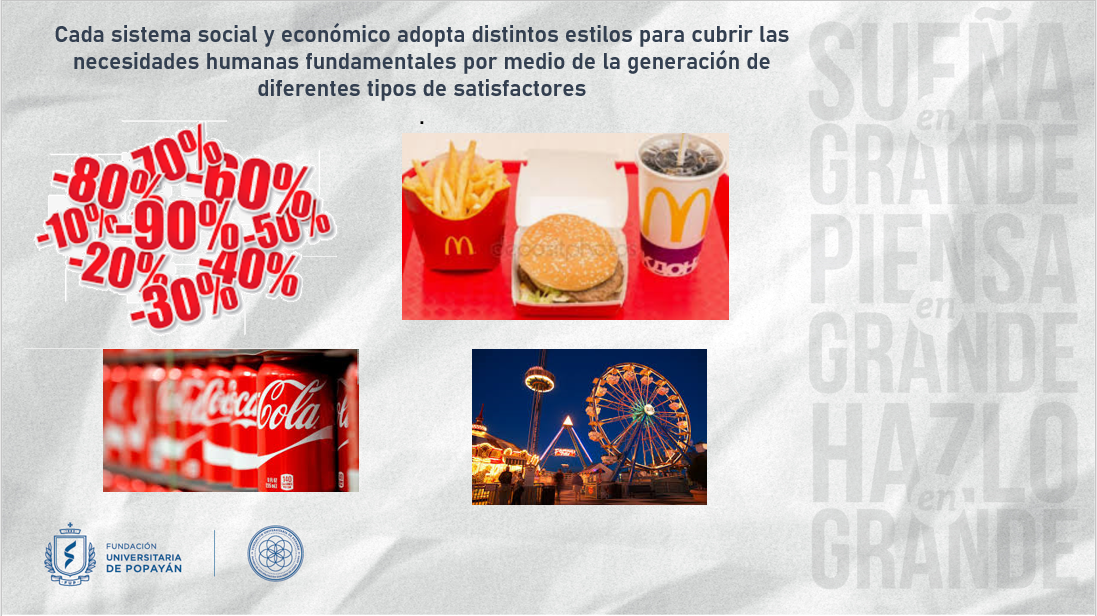 Cada sistema social y económico adopta distintos estilos para cubrir las
necesidades humanas fundamentales por medio de la generación de
diferentes tipos de satisfactores
.
-70%
-80%
-60%
-10%
-90%
-50%
-20%
-40%
-30%
Coca
Cola
140
FUNDACIÓN
UNIVERSITARIA
DE POPAYÁN
SUEÑA
en
GRANDE
PIENSA
en
GRANDE
HAZLO
en
GRANDE